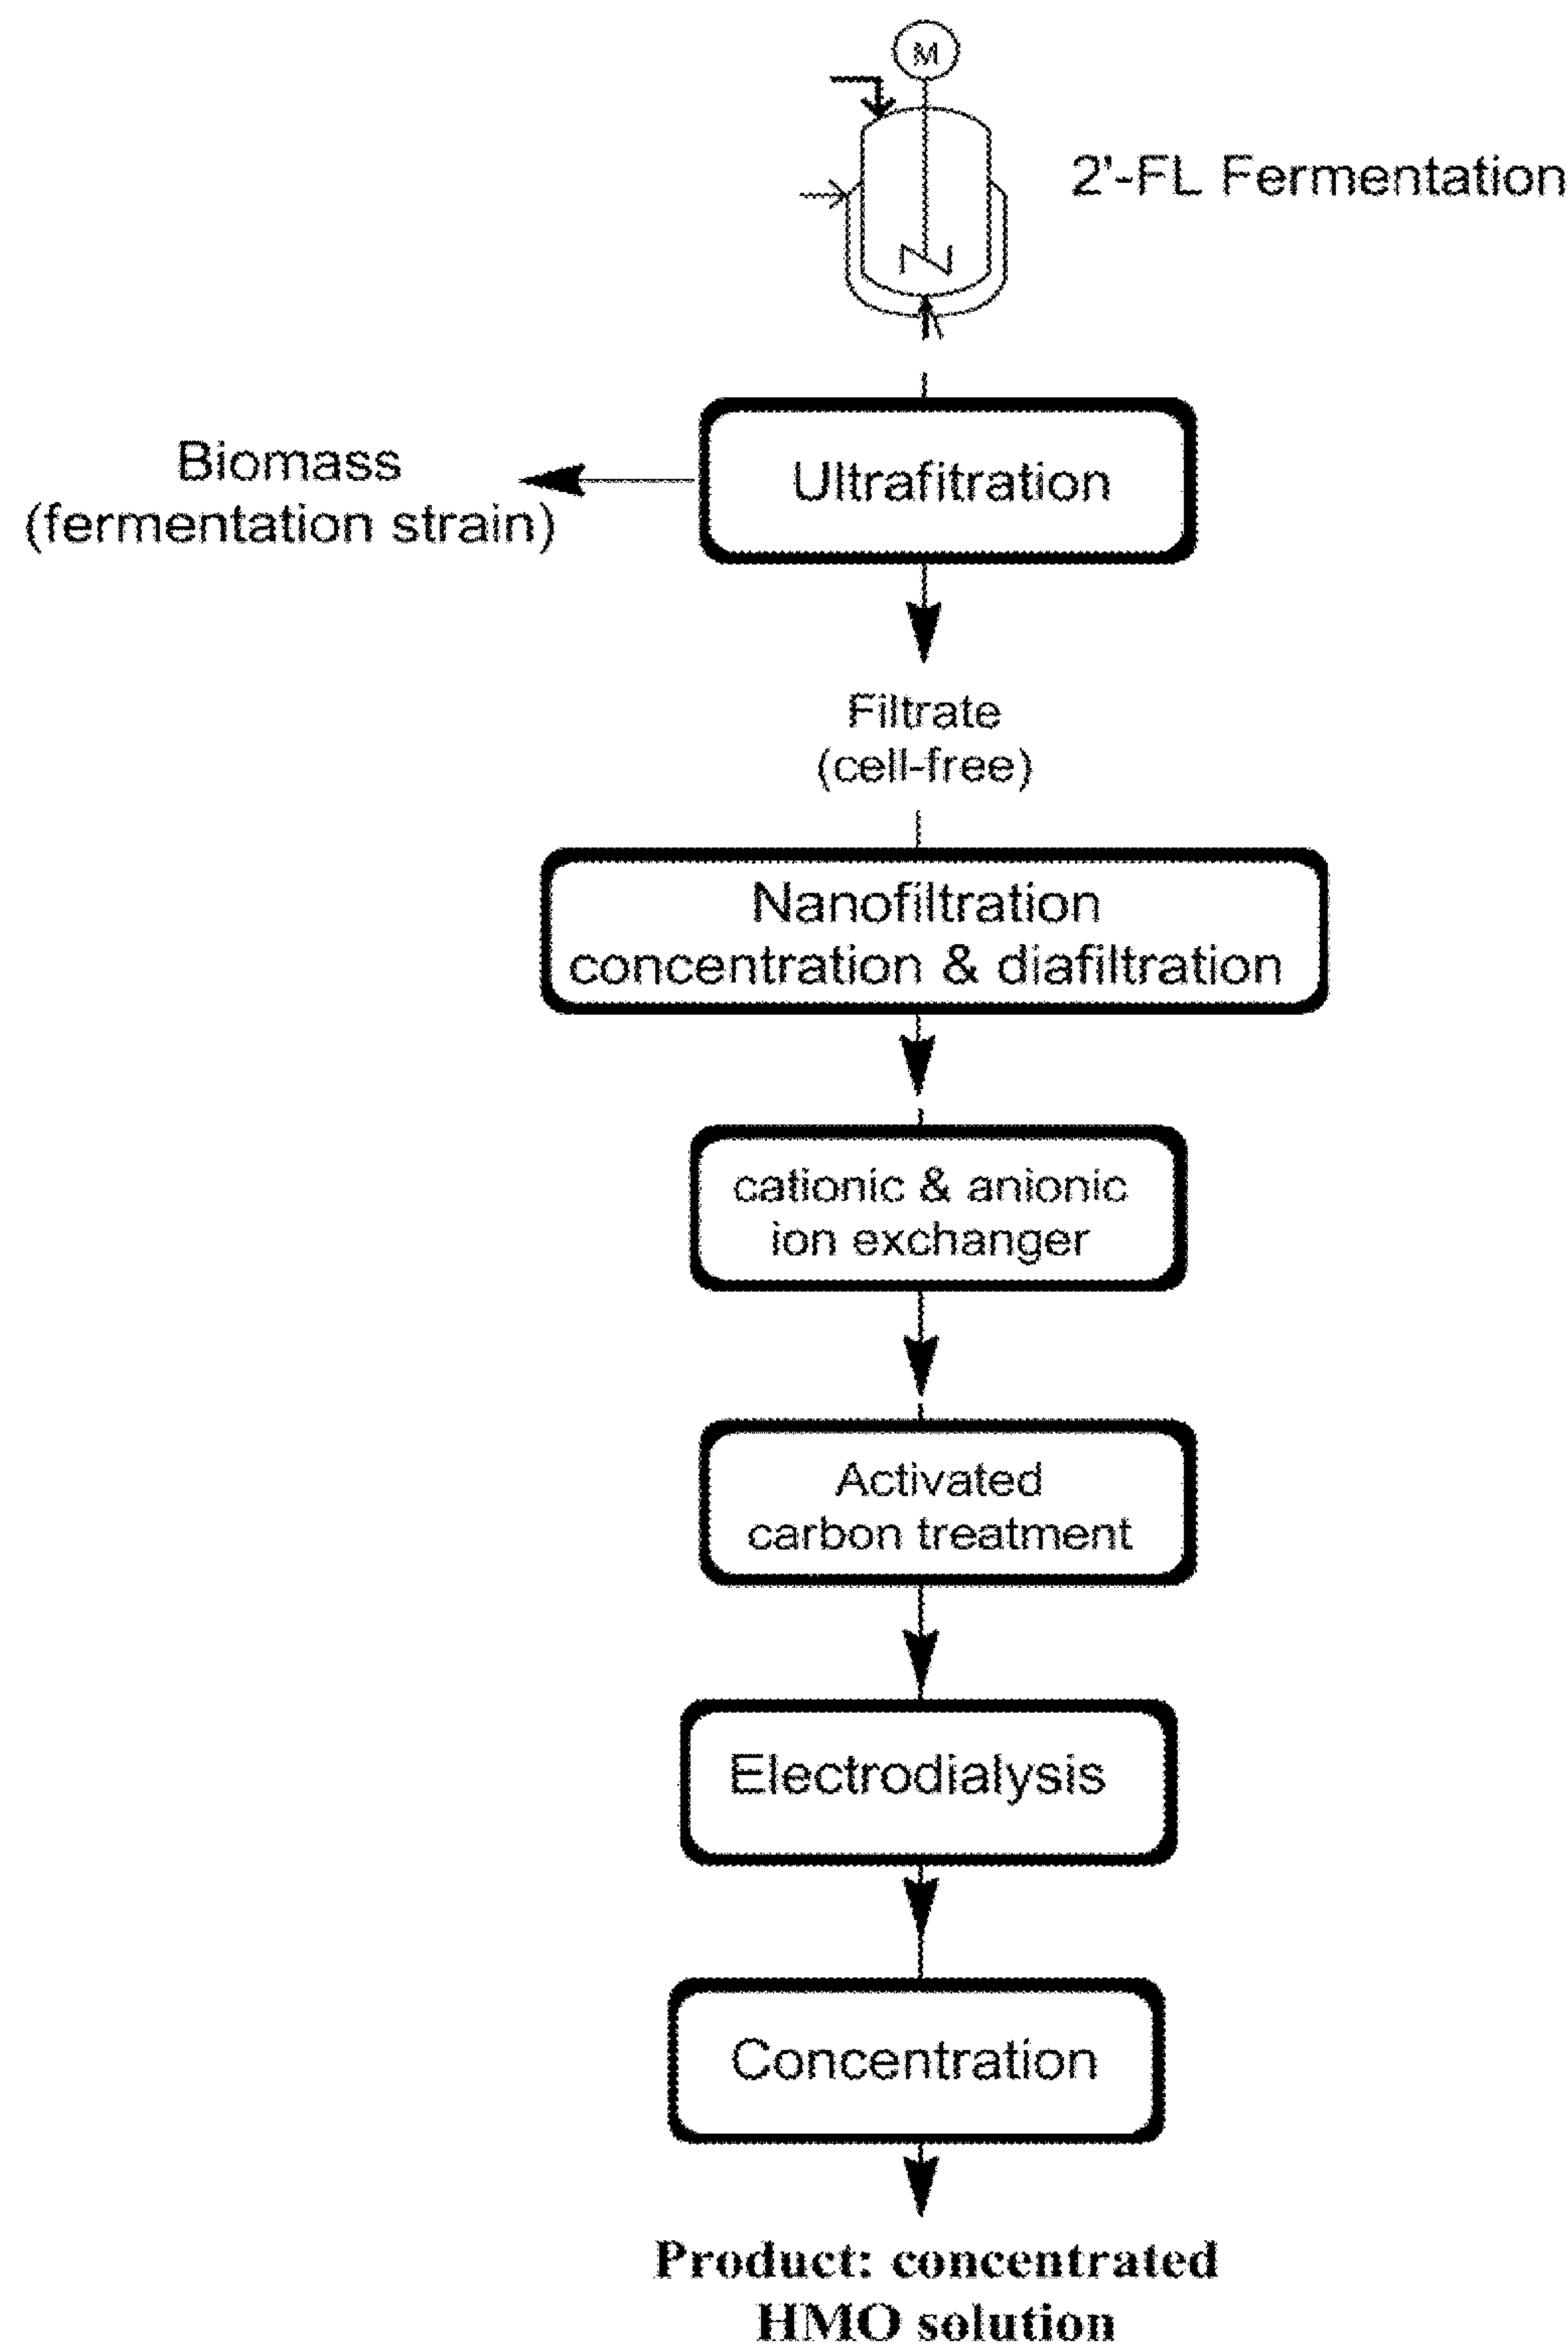 M
2'-FL Fermentation
Ultrafitration
Biomass
(fermentation strain)
Filtrate
(cell-free)
Nanofiltration
concentration & diafiltration
cationic & anionic
ion exchanger
Activated
carbon treatment
Electrodialysis
Concentration
Product: concentrated
HMO solution